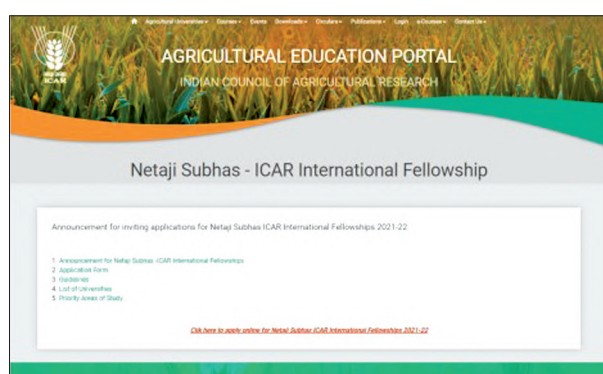 Agricultural Universities Courses Events Downloads Circulars Publications Login e-Courses Contact Us
ICAR
AGRICULTURAL EDUCATION PORTAL
INDIAN COUNCIL OF AGRICULTURAL RESEARCH
Netaji Subhas - ICAR International Fellowship
Announcement for inviting applications for Netaji Subhas ICAR International Fellowships 2021-22
1 Announcement for Netaji Subhas -ICAR International Fellowships
2 Application Form
3 Guidelines
4 List of Universities
5 Priority Areas of Study
Clik here to apply online for Netaji Subhas ICAR International Fellowships 2021-22